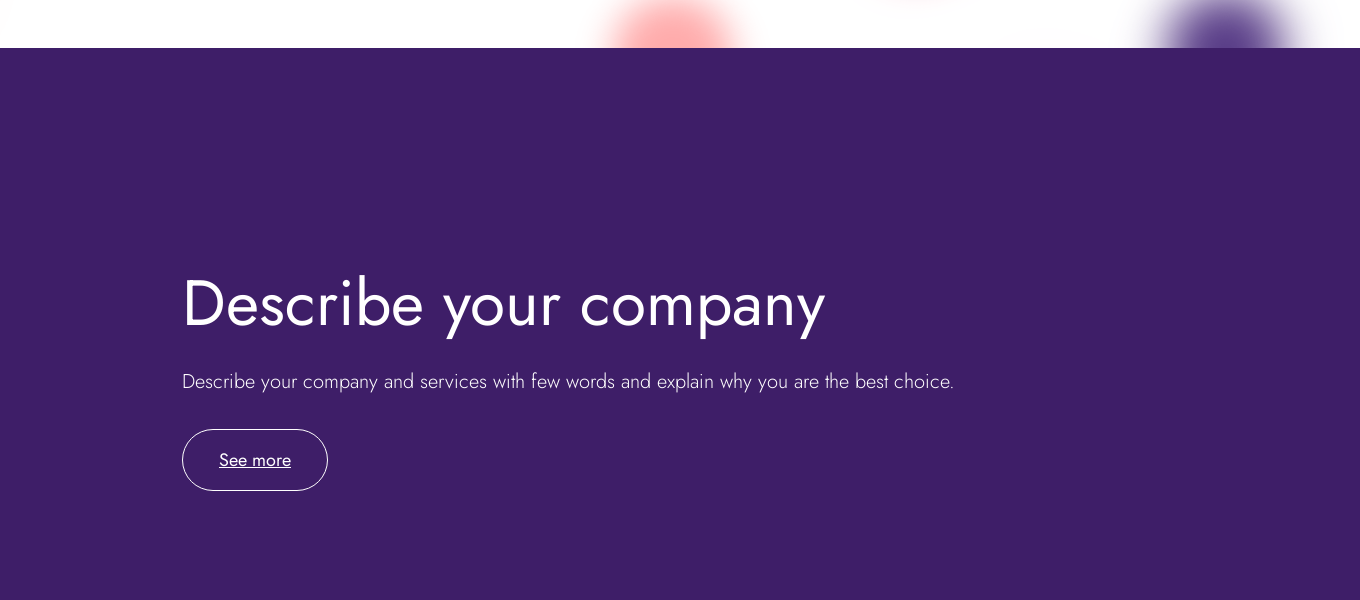 Describe your company
Describe your company and services with few words and explain why you are the best choice.
See more